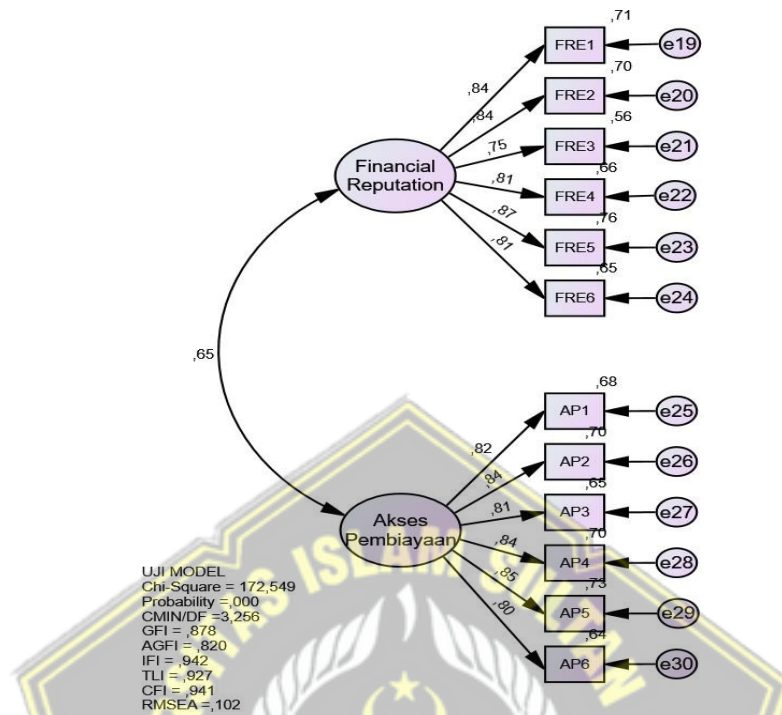 ,71
FRE1
e19
,84
,70
FRE2
e20
,84
,56
FRE3
e21
,75
,66
Financial
Reputation
FRE4
e22
,81
,76
FRE5
e23
,87
,65
FRE6
e24
,81
,65
,68
AP1
e25
,82
,70
AP2
e26
,84
,65
AP3
e27
,81
,70
Akses
Pembiayaan
AP4
e28
,84
,73
AP5
e29
,85
,64
AP6
e30
,80
UJI MODEL
Chi-Square = 172,549
Probability =,000
CMIN/DF =3,256
GFI = ,878
AGFI = ,820
IFI = ,942
TLI = ,927
CFI = ,941
RMSEA =,102
ISLAM SULTAN